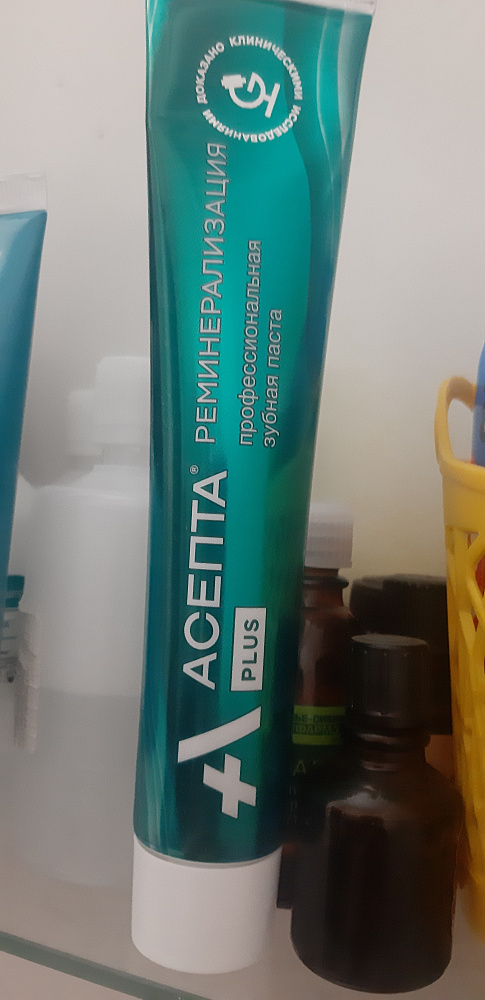 ДОКАЗАНО КЛИНИЧЕСКИМИ ИССЛЕДОВАНИЯМИ
АСЕПТА® РЕМИНЕРАЛИЗАЦИЯ
PLUS
профессиональная
зубная паста